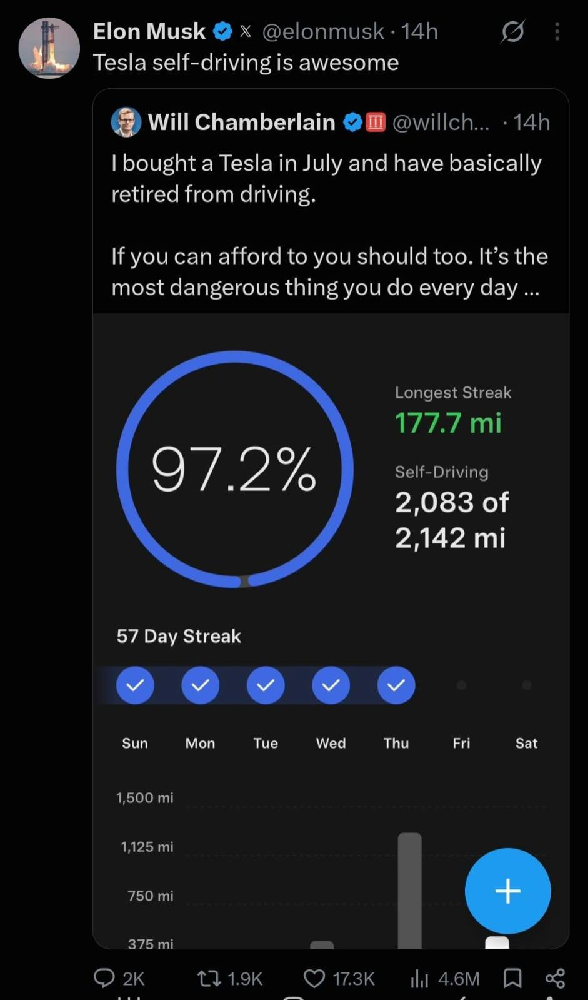 Elon Musk @elonmusk · 14h
Tesla self-driving is awesome
Will Chamberlain @willch... · 14h
I bought a Tesla in July and have basically
retired from driving.
If you can afford to you should too. It’s the
most dangerous thing you do every day ...
97.2%
Longest Streak
177.7 mi
Self-Driving
2,083 of
2,142 mi
57 Day Streak
Sun Mon Tue Wed Thu Fri Sat
1,500 mi
1,125 mi
750 mi
375 mi
2K 1.9K 17.3K 4.6M